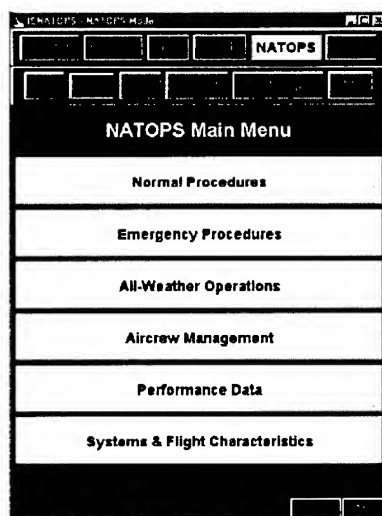 NATOPS
NATOPS Main Menu
Normal Procedures
Emergency Procedures
All-Weather Operations
Aircrew Management
Performance Data
Systems & Flight Characteristics